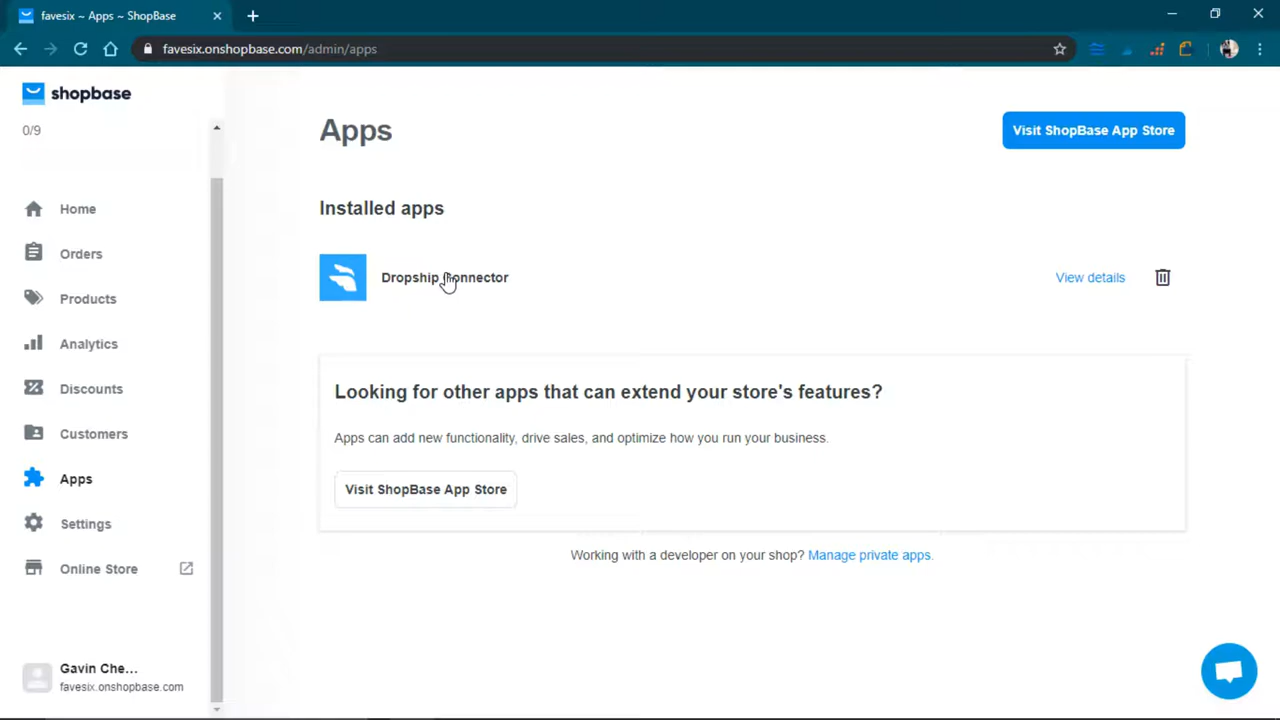 favesix ~ Apps ~ ShopBase
favesix.onshopbase.com/admin/apps
shopbase
0/9
Home
Orders
Products
Analytics
Discounts
Customers
Apps
Settings
Online Store
Gavin Che...
favesix.onshopbase.com
Apps
Visit ShopBase App Store
Installed apps
Dropship Connector
View details
Looking for other apps that can extend your store's features?
Apps can add new functionality, drive sales, and optimize how you run your business.
Visit ShopBase App Store
Working with a developer on your shop? Manage private apps.